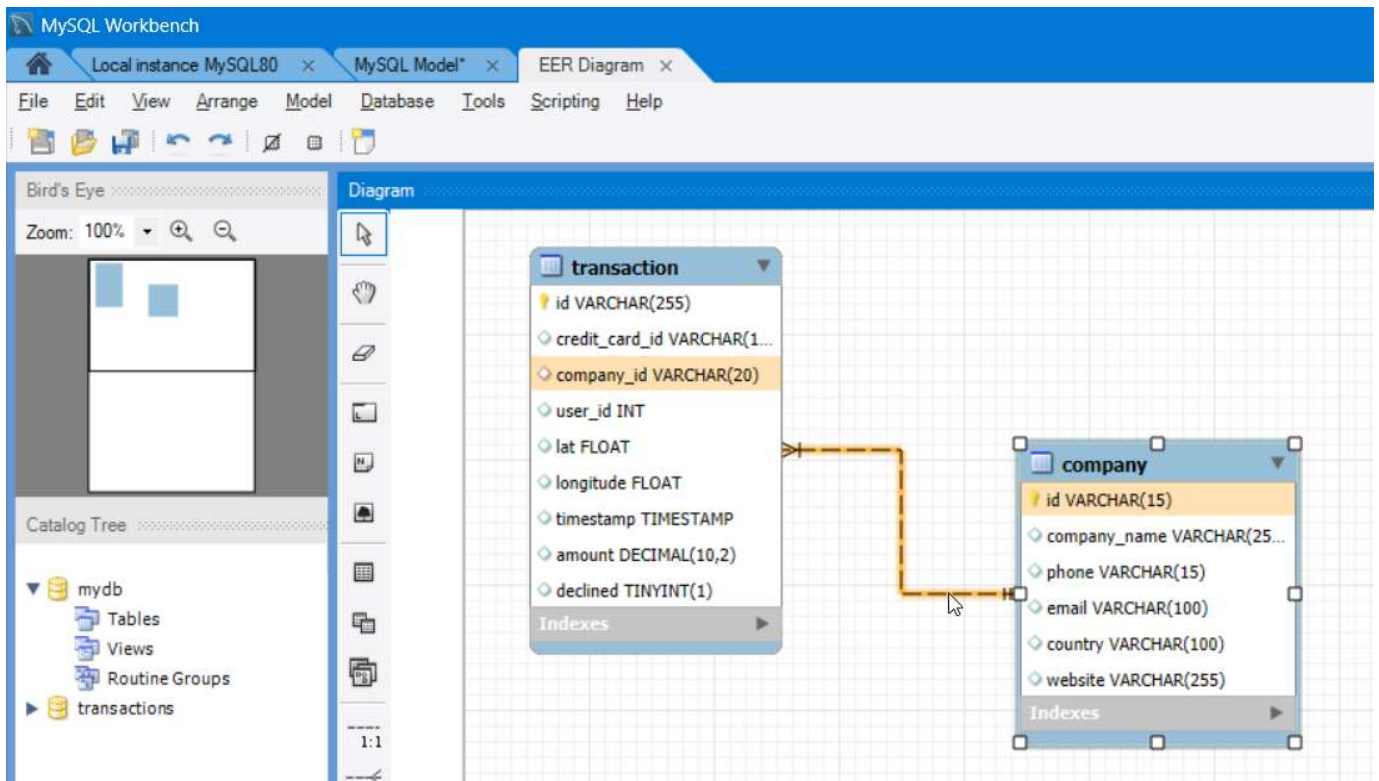 MySQL Workbench
Local instance MySQL80 × MySQL Model* × EER Diagram ×
File Edit View Arrange Model Database Tools Scripting Help
Bird's Eye
Zoom: 100%
Catalog Tree
mydb
Tables
Views
Routine Groups
transactions
Diagram
1:1
transaction
id VARCHAR(255)
credit_card_id VARCHAR(1...
company_id VARCHAR(20)
user_id INT
lat FLOAT
longitude FLOAT
timestamp TIMESTAMP
amount DECIMAL(10,2)
declined TINYINT(1)
Indexes
company
id VARCHAR(15)
company_name VARCHAR(25...
phone VARCHAR(15)
email VARCHAR(100)
country VARCHAR(100)
website VARCHAR(255)
Indexes